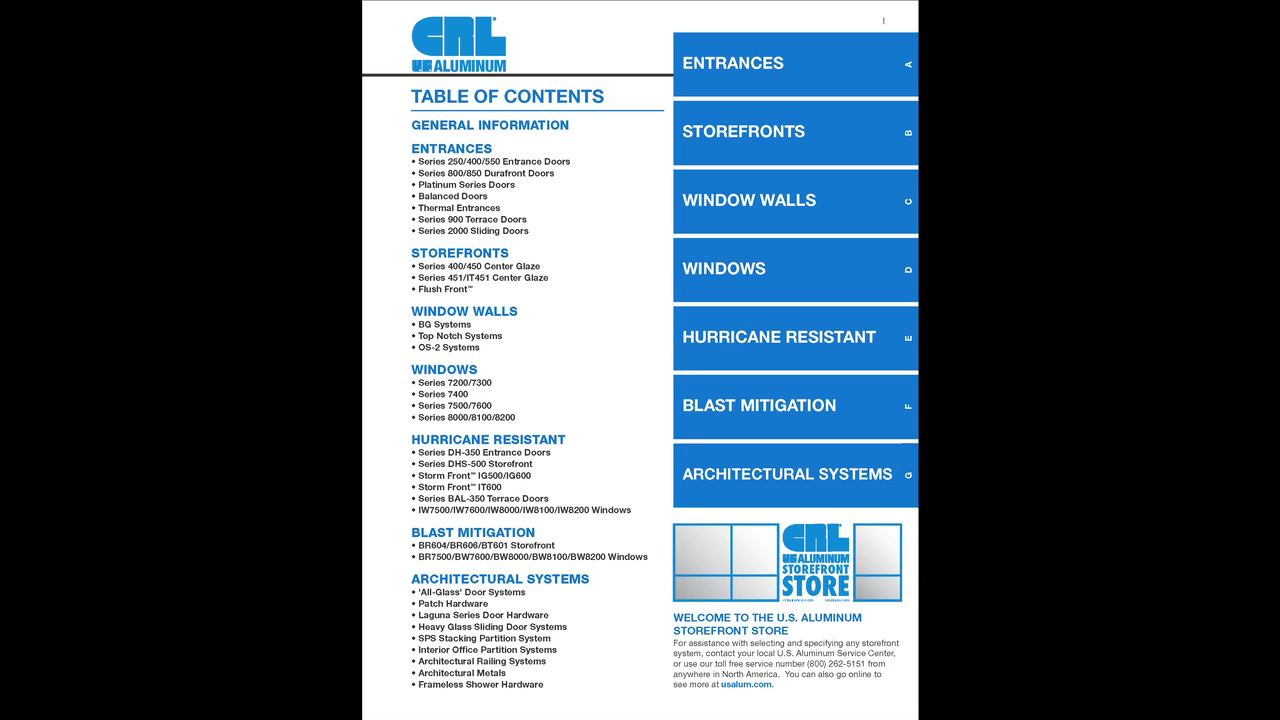 CRL
U.S. ALUMINUM
TABLE OF CONTENTS
GENERAL INFORMATION
ENTRANCES
• Series 250/400/550 Entrance Doors
• Series 800/850 Durafront Doors
• Platinum Series Doors
• Balanced Doors
• Thermal Entrances
• Series 900 Terrace Doors
• Series 2000 Sliding Doors
STOREFRONTS
• Series 400/450 Center Glaze
• Series 451/IT451 Center Glaze
• Flush Front™
WINDOW WALLS
• BG Systems
• Top Notch Systems
• OS-2 Systems
WINDOWS
• Series 7200/7300
• Series 7400
• Series 7500/7600
• Series 8000/8100/8200
HURRICANE RESISTANT
• Series DH-350 Entrance Doors
• Series DHS-500 Storefront
• Storm Front™ IG500/IG600
• Storm Front™ IT600
• Series BAL-350 Terrace Doors
• IW7500/IW7600/IW8000/IW8100/IW8200 Windows
BLAST MITIGATION
• BR604/BR606/BT601 Storefront
• BR7500/BW7600/BW8000/BW8100/BW8200 Windows
ARCHITECTURAL SYSTEMS
• 'All-Glass' Door Systems
• Patch Hardware
• Laguna Series Door Hardware
• Heavy Glass Sliding Door Systems
• SPS Stacking Partition System
• Interior Office Partition Systems
• Architectural Railing Systems
• Architectural Metals
• Frameless Shower Hardware
ENTRANCES A
STOREFRONTS B
WINDOW WALLS C
WINDOWS D
HURRICANE RESISTANT E
BLAST MITIGATION F
ARCHITECTURAL SYSTEMS G
CRL
U.S. ALUMINUM
STOREFRONT
STORE
WELCOME TO THE U.S. ALUMINUM
STOREFRONT STORE
For assistance with selecting and specifying any storefront
system, contact your local U.S. Aluminum Service Center,
or use our toll free service number (800) 262-5151 from
anywhere in North America. You can also go online to
see more at usalum.com.